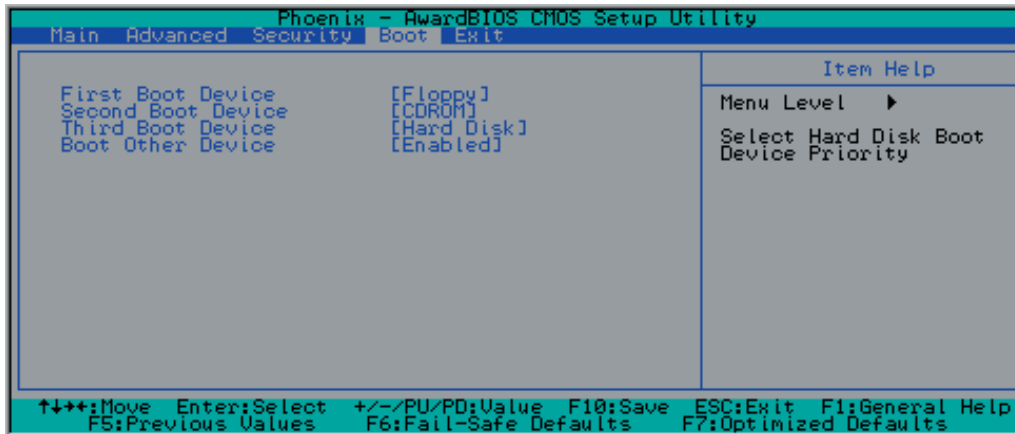 Phoenix - AwardBIOS CMOS Setup Utility
Main Advanced Security Boot Exit
First Boot Device [Floppy]
Second Boot Device [CDROM]
Third Boot Device [Hard Disk]
Boot Other Device [Enabled]
Item Help
Menu Level ▶
Select Hard Disk Boot
Device Priority
↑↓→←:Move Enter:Select +/-/PU/PD:Value F10:Save ESC:Exit F1:General Help
F5:Previous Values F6:Fail-Safe Defaults F7:Optimized Defaults